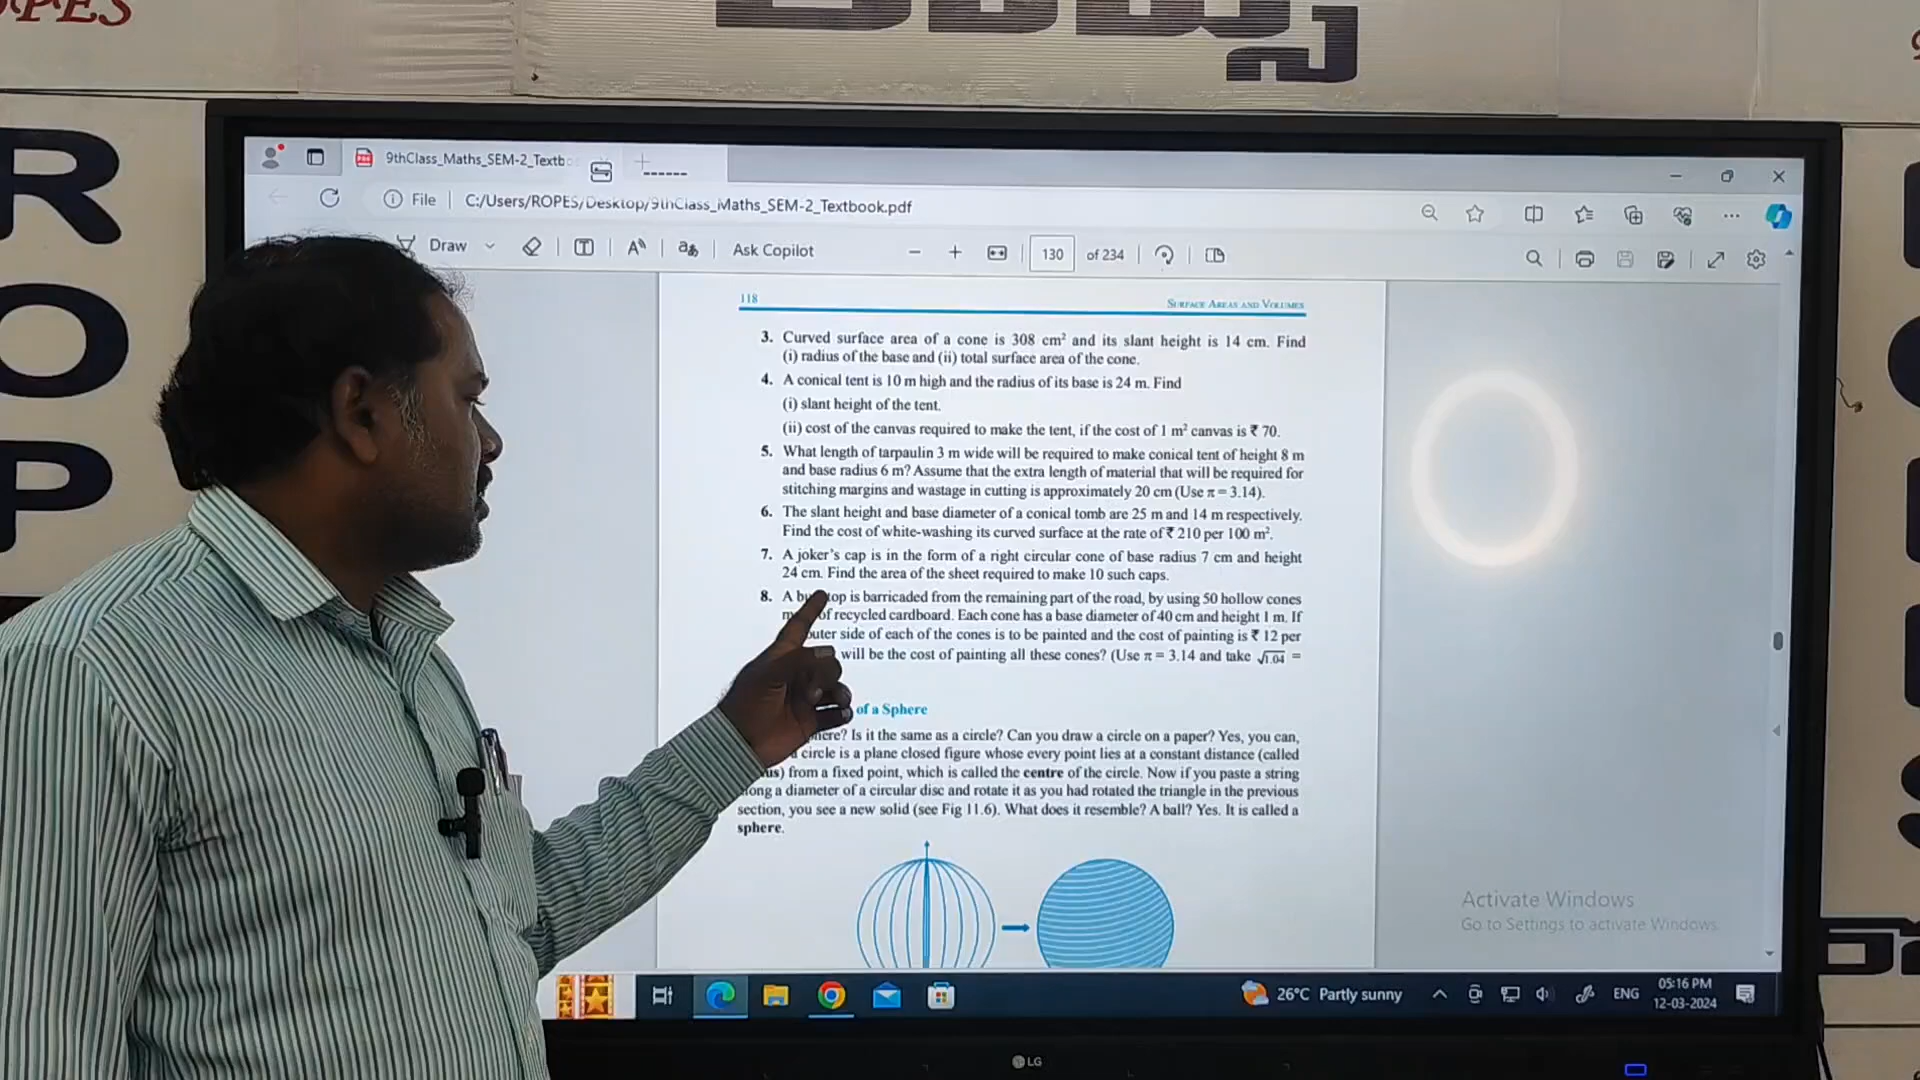 OPES
R
O
P
9thClass_Maths_SEM-2_Textb
File
C:/Users/ROPES/Desktop/9thClass_Maths_SEM-2_Textbook.pdf
Draw
Ask Copilot
130 of 234
118
SURFACE AREAS AND VOLUMES
3. Curved surface area of a cone is 308 cm² and its slant height is 14 cm. Find
(i) radius of the base and (ii) total surface area of the cone.
4. A conical tent is 10 m high and the radius of its base is 24 m. Find
(i) slant height of the tent.
(ii) cost of the canvas required to make the tent, if the cost of 1 m² canvas is ₹ 70.
5. What length of tarpaulin 3 m wide will be required to make conical tent of height 8 m
and base radius 6 m? Assume that the extra length of material that will be required for
stitching margins and wastage in cutting is approximately 20 cm (Use π = 3.14).
6. The slant height and base diameter of a conical tomb are 25 m and 14 m respectively.
Find the cost of white-washing its curved surface at the rate of ₹ 210 per 100 m².
7. A joker's cap is in the form of a right circular cone of base radius 7 cm and height
24 cm. Find the area of the sheet required to make 10 such caps.
8. A bu top is barricaded from the remaining part of the road, by using 50 hollow cones
m of recycled cardboard. Each cone has a base diameter of 40 cm and height 1 m. If
outer side of each of the cones is to be painted and the cost of painting is ₹ 12 per
will be the cost of painting all these cones? (Use π = 3.14 and take √1.04 =
of a Sphere
here? Is it the same as a circle? Can you draw a circle on a paper? Yes, you can,
circle is a plane closed figure whose every point lies at a constant distance (called
us) from a fixed point, which is called the centre of the circle. Now if you paste a string
ong a diameter of a circular disc and rotate it as you had rotated the triangle in the previous
section, you see a new solid (see Fig 11.6). What does it resemble? A ball? Yes. It is called a
sphere.
Activate Windows
Go to Settings to activate Windows.
26°C Partly sunny
ENG
05:16 PM
12-03-2024
LG